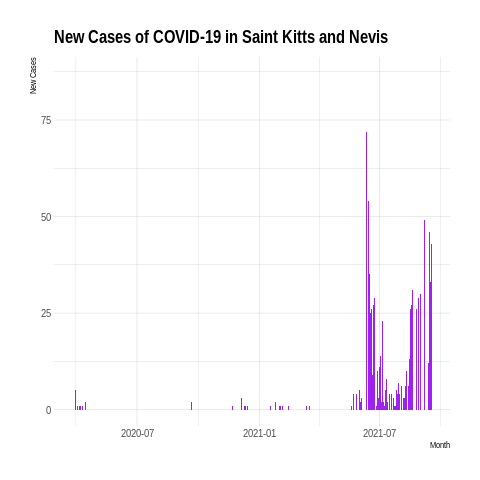 New Cases of COVID-19 in Saint Kitts and Nevis
New Cases
75
50
25
0
2020-07 2021-01 2021-07
Month